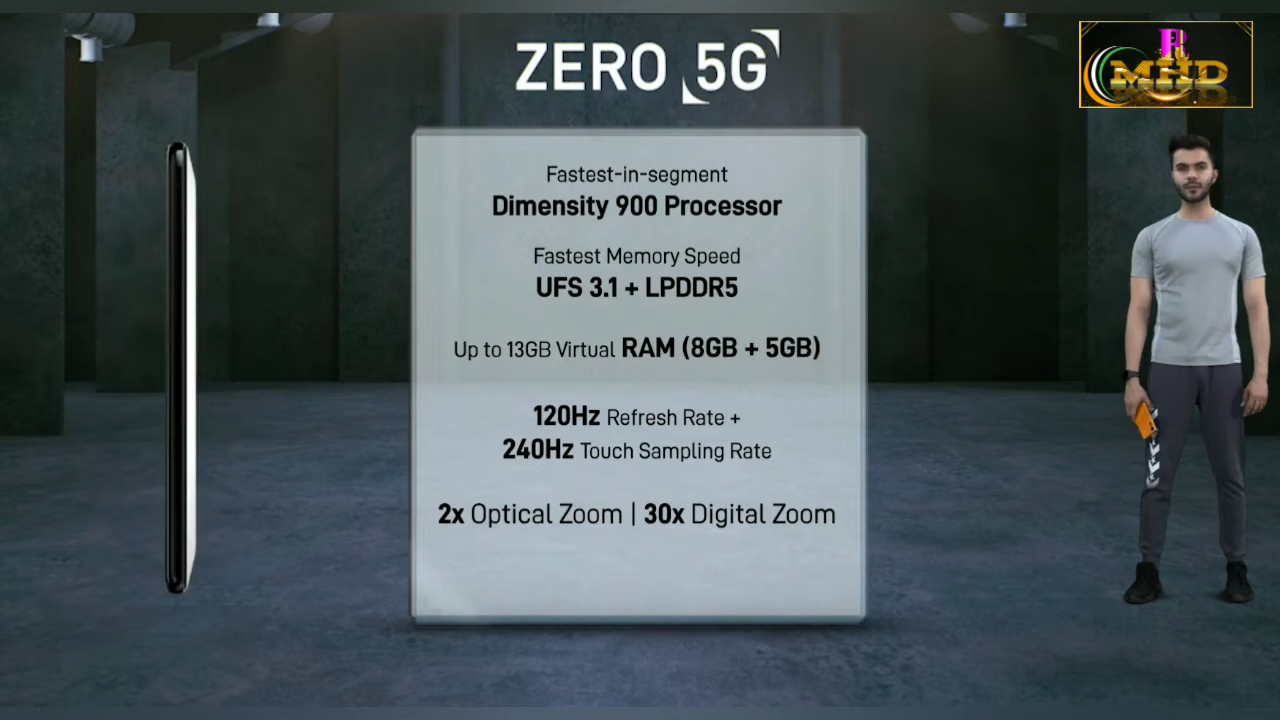 ZERO 5G
Fastest-in-segment
Dimensity 900 Processor
Fastest Memory Speed
UFS 3.1 + LPDDR5
Up to 13GB Virtual RAM (8GB + 5GB)
120Hz Refresh Rate +
240Hz Touch Sampling Rate
2x Optical Zoom | 30x Digital Zoom
R
MHD